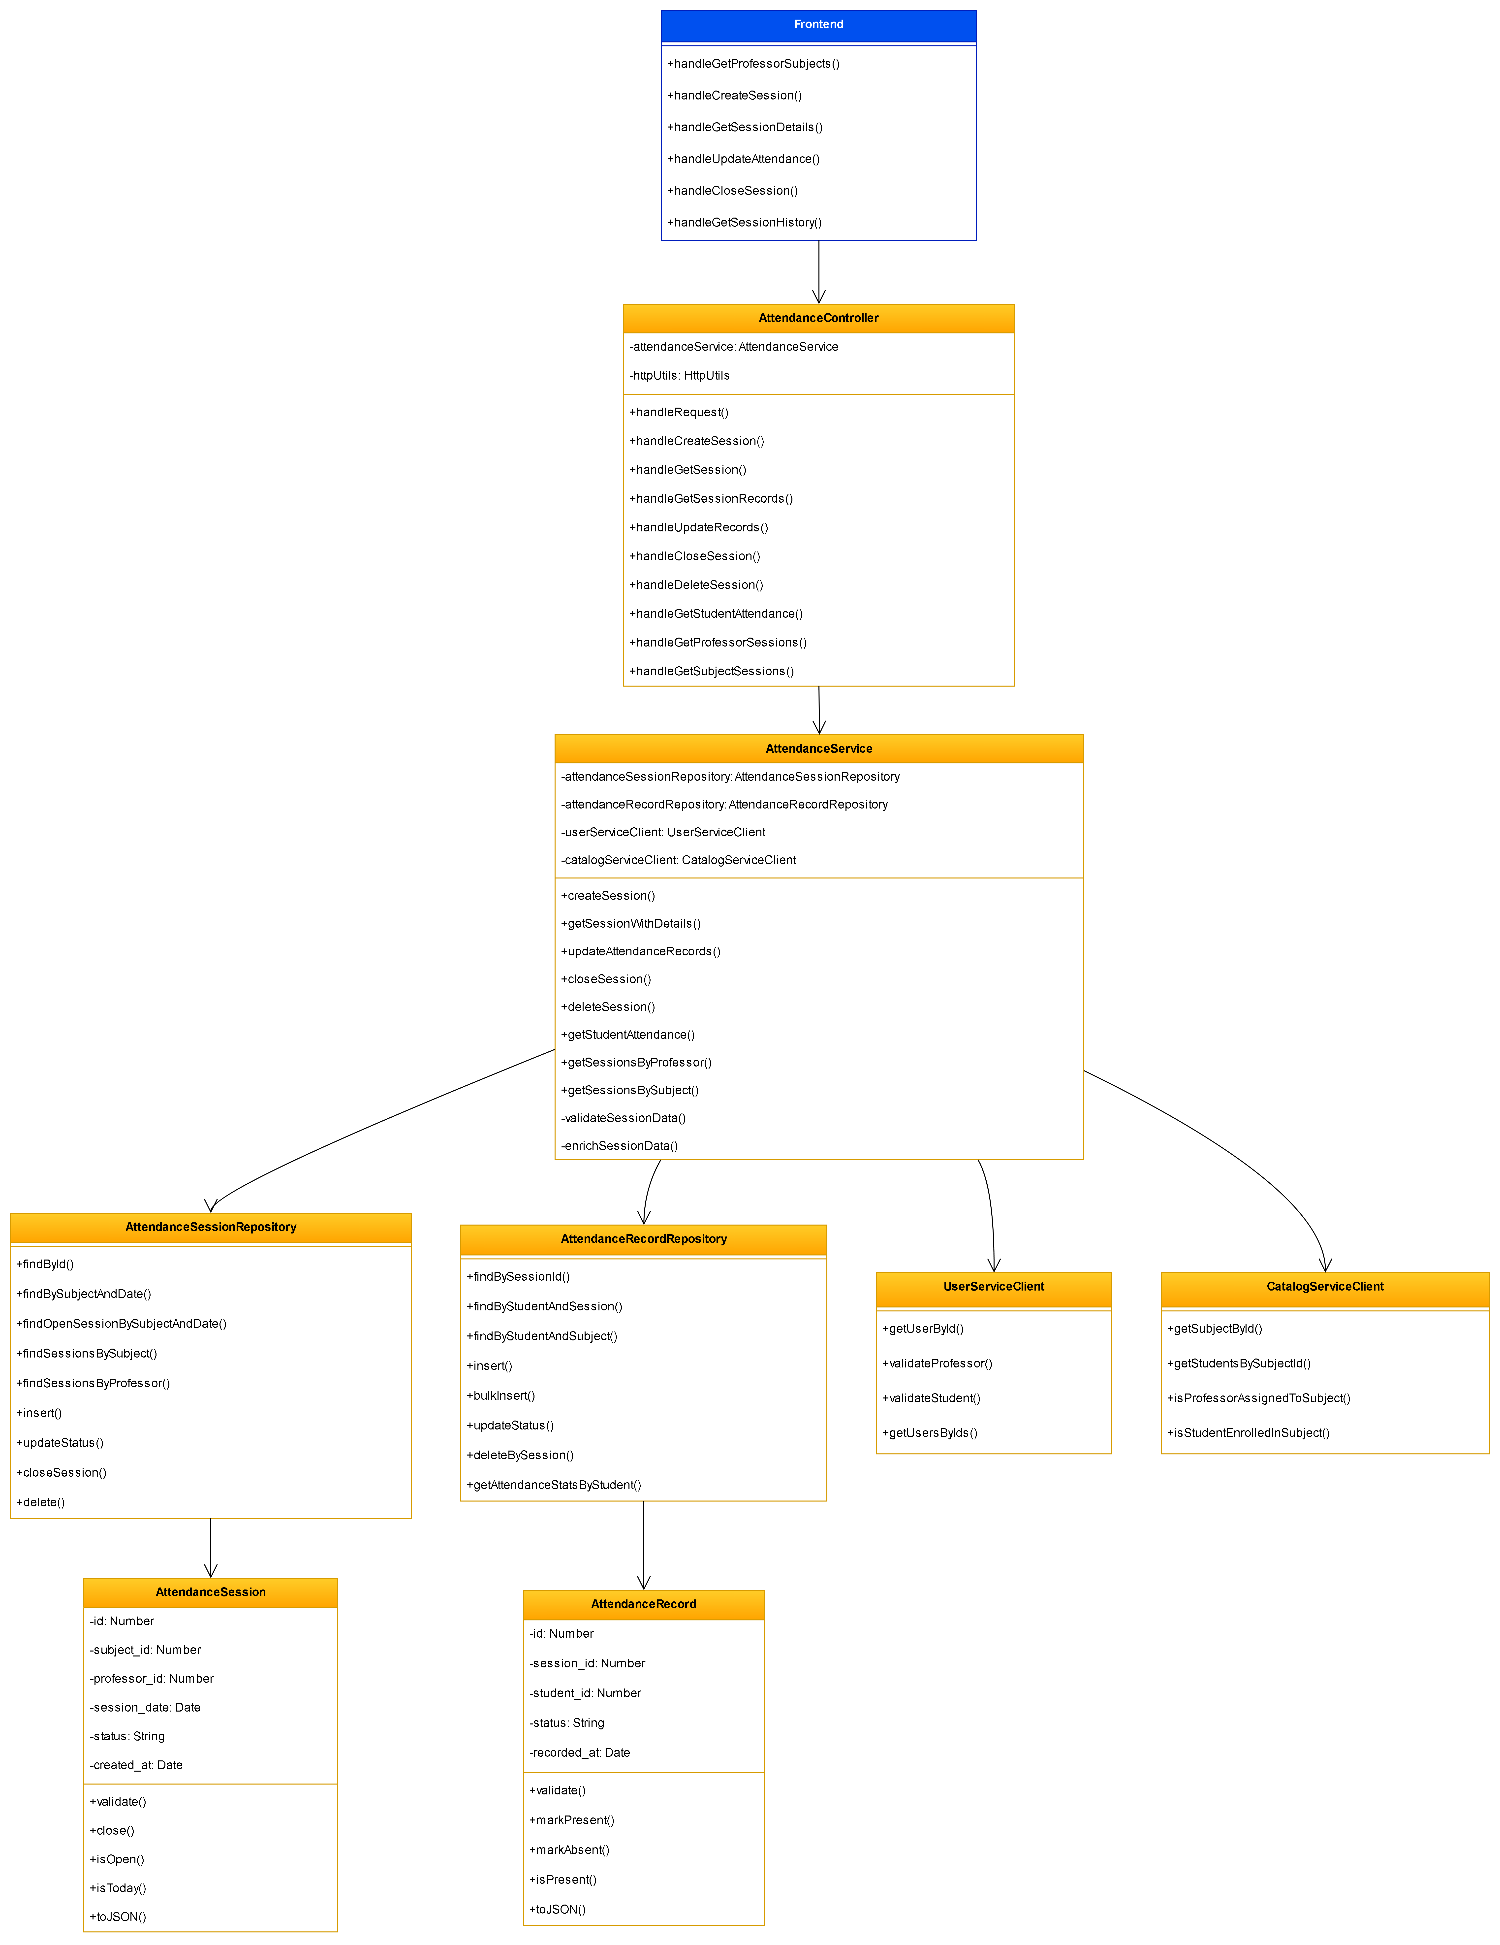 Frontend
+handleGetProfessorSubjects()
+handleCreateSession()
+handleGetSessionDetails()
+handleUpdateAttendance()
+handleCloseSession()
+handleGetSessionHistory()
AttendanceController
-attendanceService: AttendanceService
-httpUtils: HttpUtils
+handleRequest()
+handleCreateSession()
+handleGetSession()
+handleGetSessionRecords()
+handleUpdateRecords()
+handleCloseSession()
+handleDeleteSession()
+handleGetStudentAttendance()
+handleGetProfessorSessions()
+handleGetSubjectSessions()
AttendanceService
-attendanceSessionRepository: AttendanceSessionRepository
-attendanceRecordRepository: AttendanceRecordRepository
-userServiceClient: UserServiceClient
-catalogServiceClient: CatalogServiceClient
+createSession()
+getSessionWithDetails()
+updateAttendanceRecords()
+closeSession()
+deleteSession()
+getStudentAttendance()
+getSessionsByProfessor()
+getSessionsBySubject()
-validateSessionData()
-enrichSessionData()
AttendanceSessionRepository
+findById()
+findBySubjectAndDate()
+findOpenSessionBySubjectAndDate()
+findSessionsBySubject()
+findSessionsByProfessor()
+insert()
+updateStatus()
+closeSession()
+delete()
AttendanceRecordRepository
+findBySessionId()
+findByStudentAndSession()
+findByStudentAndSubject()
+insert()
+bulkInsert()
+updateStatus()
+deleteBySession()
+getAttendanceStatsByStudent()
UserServiceClient
+getUserById()
+validateProfessor()
+validateStudent()
+getUsersByIds()
CatalogServiceClient
+getSubjectById()
+getStudentsBySubjectId()
+isProfessorAssignedToSubject()
+isStudentEnrolledInSubject()
AttendanceSession
-id: Number
-subject_id: Number
-professor_id: Number
-session_date: Date
-status: String
-created_at: Date
+validate()
+close()
+isOpen()
+isToday()
+toJSON()
AttendanceRecord
-id: Number
-session_id: Number
-student_id: Number
-status: String
-recorded_at: Date
+validate()
+markPresent()
+markAbsent()
+isPresent()
+toJSON()